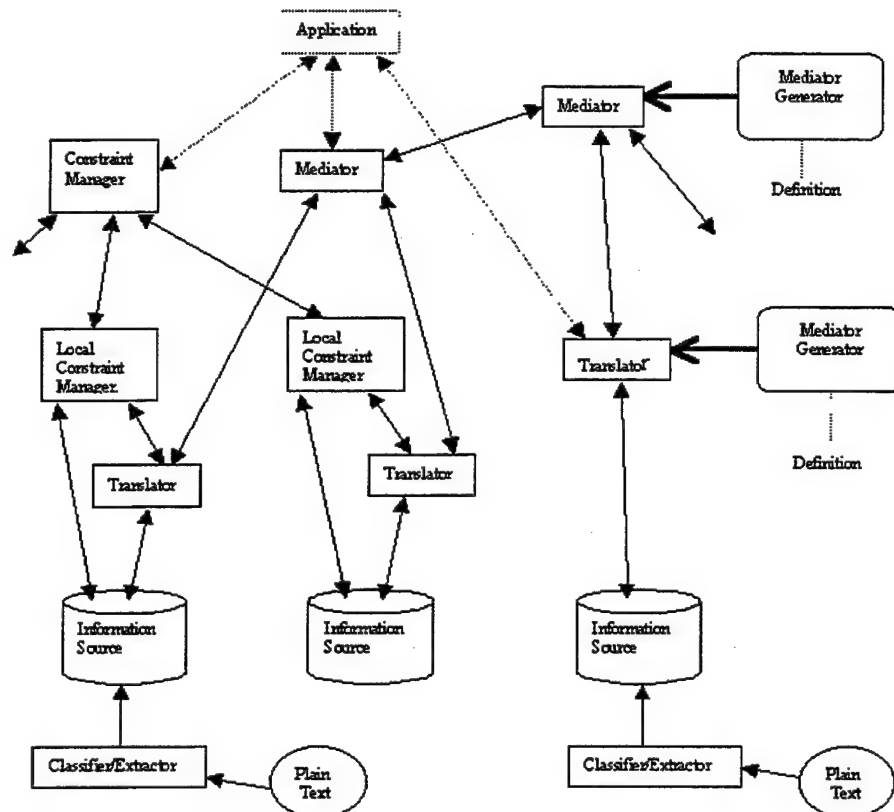 Application
Mediator
Generator
Mediator
Constraint
Manager
Mediator
Definition
Local
Constraint
Manager.
Local
Constraint
Manager
Mediator
Generator
Translator
Translator
Translator
Definition
Information
Source
Information
Source
Information
Source
Classifier/Extractor
Plain
Text
Classifier/Extractor
Plain
Text